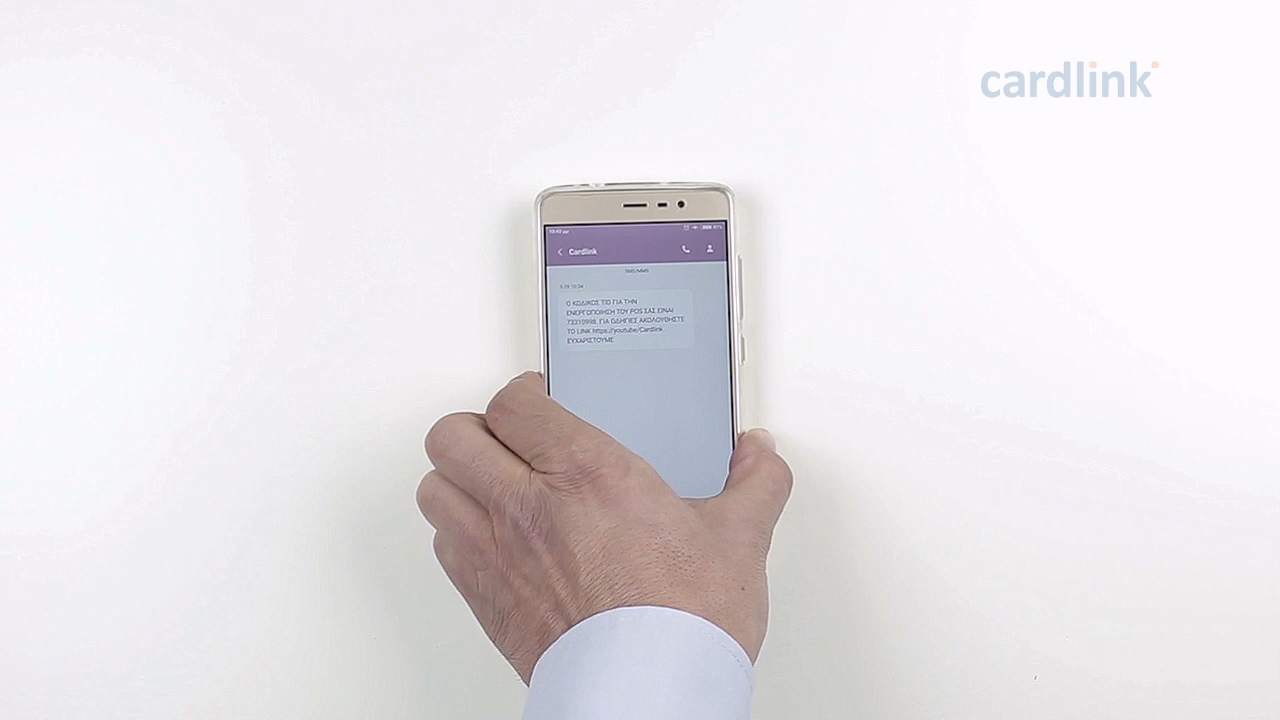 cardlink
Cardlink
SMS/MMS
Ο ΚΩΔΙΚΟΣ TID ΓΙΑ ΤΗΝ
ΕΝΕΡΓΟΠΟΙΗΣΗ ΤΟΥ POS ΣΑΣ ΕΙΝΑΙ
73310998. ΓΙΑ ΟΔΗΓΙΕΣ ΑΚΟΛΟΥΘΗΣΤΕ
ΤΟ LINK https://youtube/Cardlink
ΕΥΧΑΡΙΣΤΟΥΜΕ